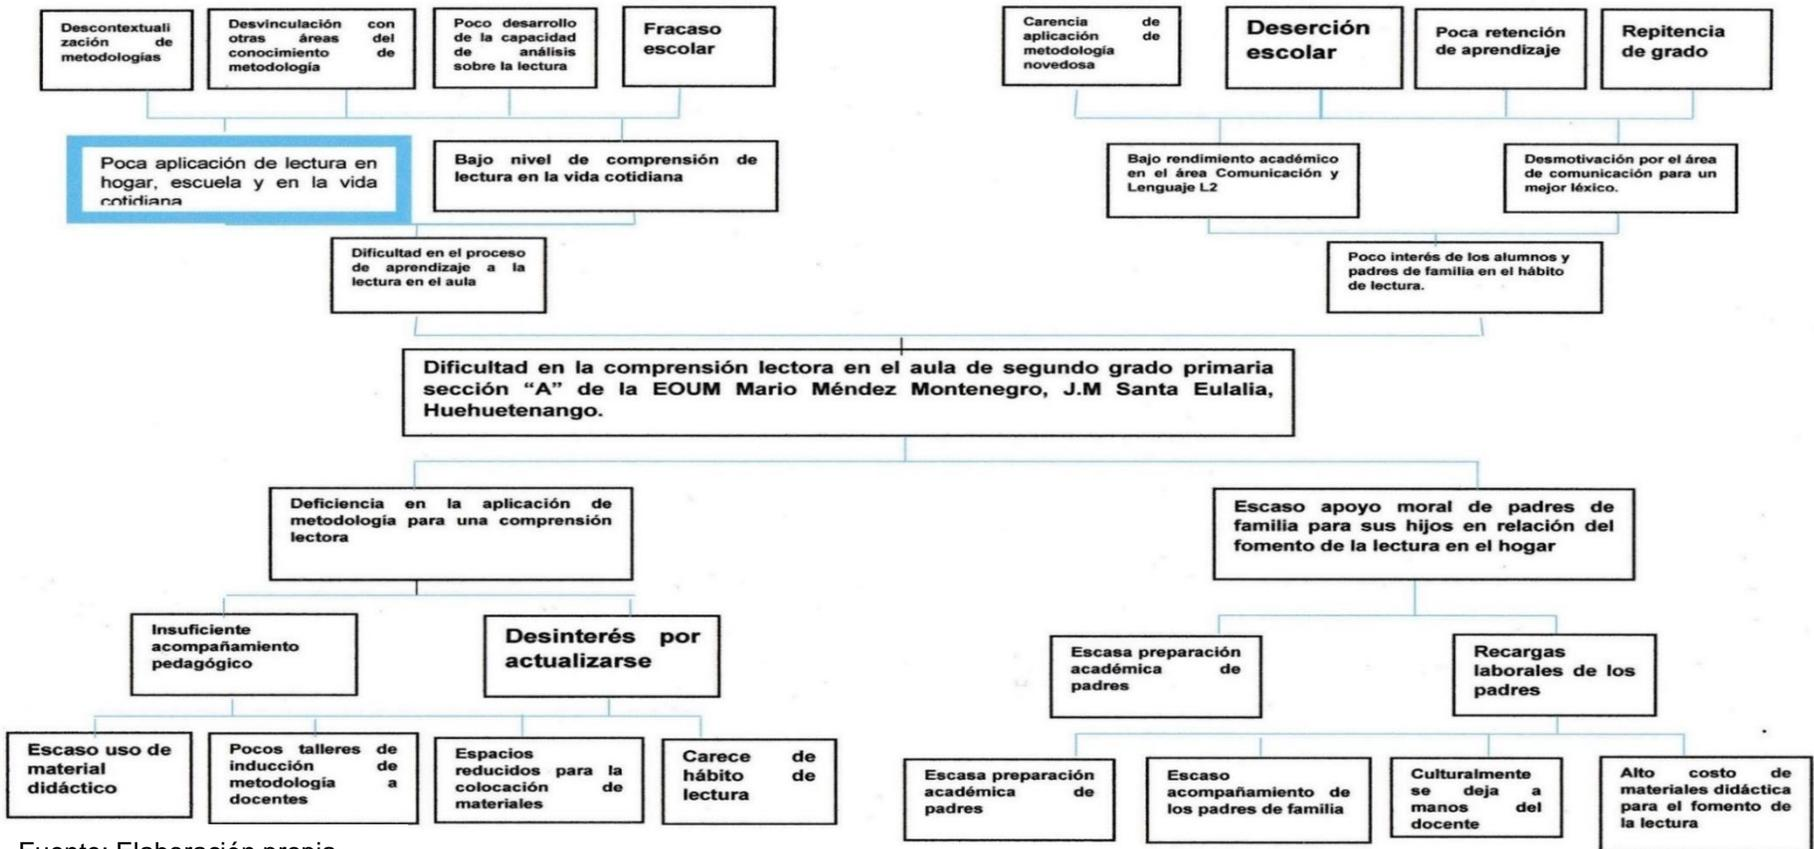 Descontextuali
zación de
metodologías
Desvinculación con
otras áreas del
conocimiento de
metodología
Poco desarrollo
de la capacidad
de análisis
sobre la lectura
Fracaso
escolar
Carencia de
aplicación de
metodología
novedosa
Deserción
escolar
Poca retención
de aprendizaje
Repitencia
de grado
Poca aplicación de lectura en
hogar, escuela y en la vida
cotidiana
Bajo nivel de comprensión de
lectura en la vida cotidiana
Bajo rendimiento académico
en el área Comunicación y
Lenguaje L2
Desmotivación por el área
de comunicación para un
mejor léxico.
Dificultad en el proceso
de aprendizaje a la
lectura en el aula
Poco interés de los alumnos y
padres de familia en el hábito
de lectura.
Dificultad en la comprensión lectora en el aula de segundo grado primaria
sección “A” de la EOUM Mario Méndez Montenegro, J.M Santa Eulalia,
Huehuetenango.
Deficiencia en la aplicación de
metodología para una comprensión
lectora
Escaso apoyo moral de padres de
familia para sus hijos en relación del
fomento de la lectura en el hogar
Insuficiente
acompañamiento
pedagógico
Desinterés por
actualizarse
Escasa preparación
académica de
padres
Recargas
laborales de los
padres
Escaso uso de
material
didáctico
Pocos talleres de
inducción de
metodología a
docentes
Espacios
reducidos para la
colocación de
materiales
Carece de
hábito de
lectura
Escasa preparación
académica de
padres
Escaso
acompañamiento de
los padres de familia
Culturalmente
se deja a
manos del
docente
Alto costo de
materiales didáctica
para el fomento de
la lectura
Fuente: Elaboración propia